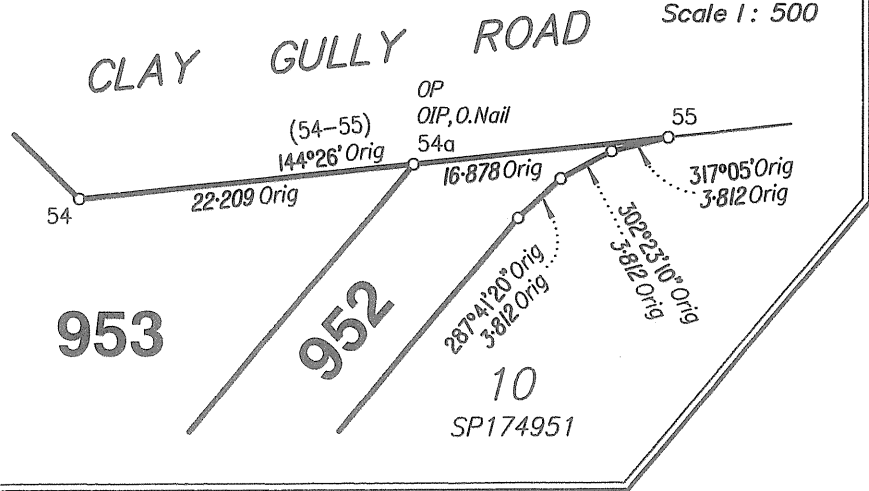 Scale 1: 500
CLAY GULLY ROAD
OP
OIP, O.Nail
(54-55)
144°26' Orig
54a
55
22·209 Orig
16·878 Orig
317°05' Orig
3·812 Orig
54
302°23'10" Orig
3·812 Orig
287°41'20" Orig
3·812 Orig
953
952
10
SP174951